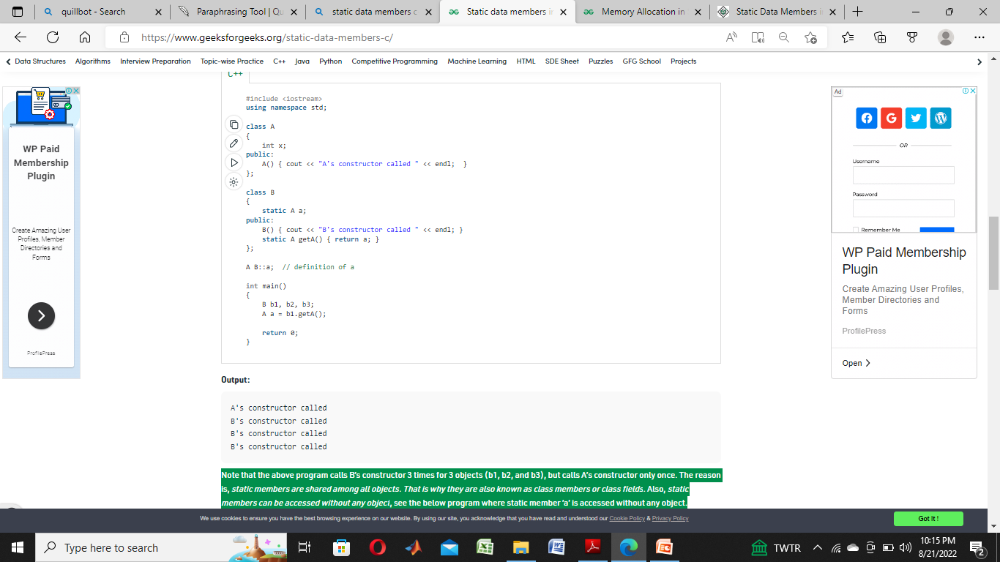 quillbot - Search
Paraphrasing Tool | Qu
static data members c
Static data members in
Memory Allocation in
Static Data Members i
https://www.geeksforgeeks.org/static-data-members-c/
Data Structures Algorithms Interview Preparation Topic-wise Practice C++ Java Python Competitive Programming Machine Learning HTML SDE Sheet Puzzles GFG School Projects
C++
#include <iostream>
using namespace std;
class A
{
int x;
public:
A() { cout << "A's constructor called " << endl;  }
};
class B
{
static A a;
public:
B() { cout << "B's constructor called " << endl; }
static A getA() { return a; }
};
A B::a;  // definition of a
int main()
{
B b1, b2, b3;
A a = b1.getA();
return 0;
}
Output:
A's constructor called
B's constructor called
B's constructor called
B's constructor called
Note that the above program calls B's constructor 3 times for 3 objects (b1, b2, and b3), but calls A's constructor only once. The reason
is, static members are shared among all objects. That is why they are also known as class members or class fields. Also, static
members can be accessed without any object, see the below program where static member 'a' is accessed without any object.
WP Paid
Membership
Plugin
Create Amazing User
Profiles, Member
Directories and
Forms
ProfilePress
Ad
OR
Username
Password
Remember Me
WP Paid Membership
Plugin
Create Amazing User Profiles,
Member Directories and
Forms
ProfilePress
Open
We use cookies to ensure you have the best browsing experience on our website. By using our site, you acknowledge that you have read and understood our Cookie Policy & Privacy Policy
Got It !
Type here to search
TWTR
10:15 PM
8/21/2022
2